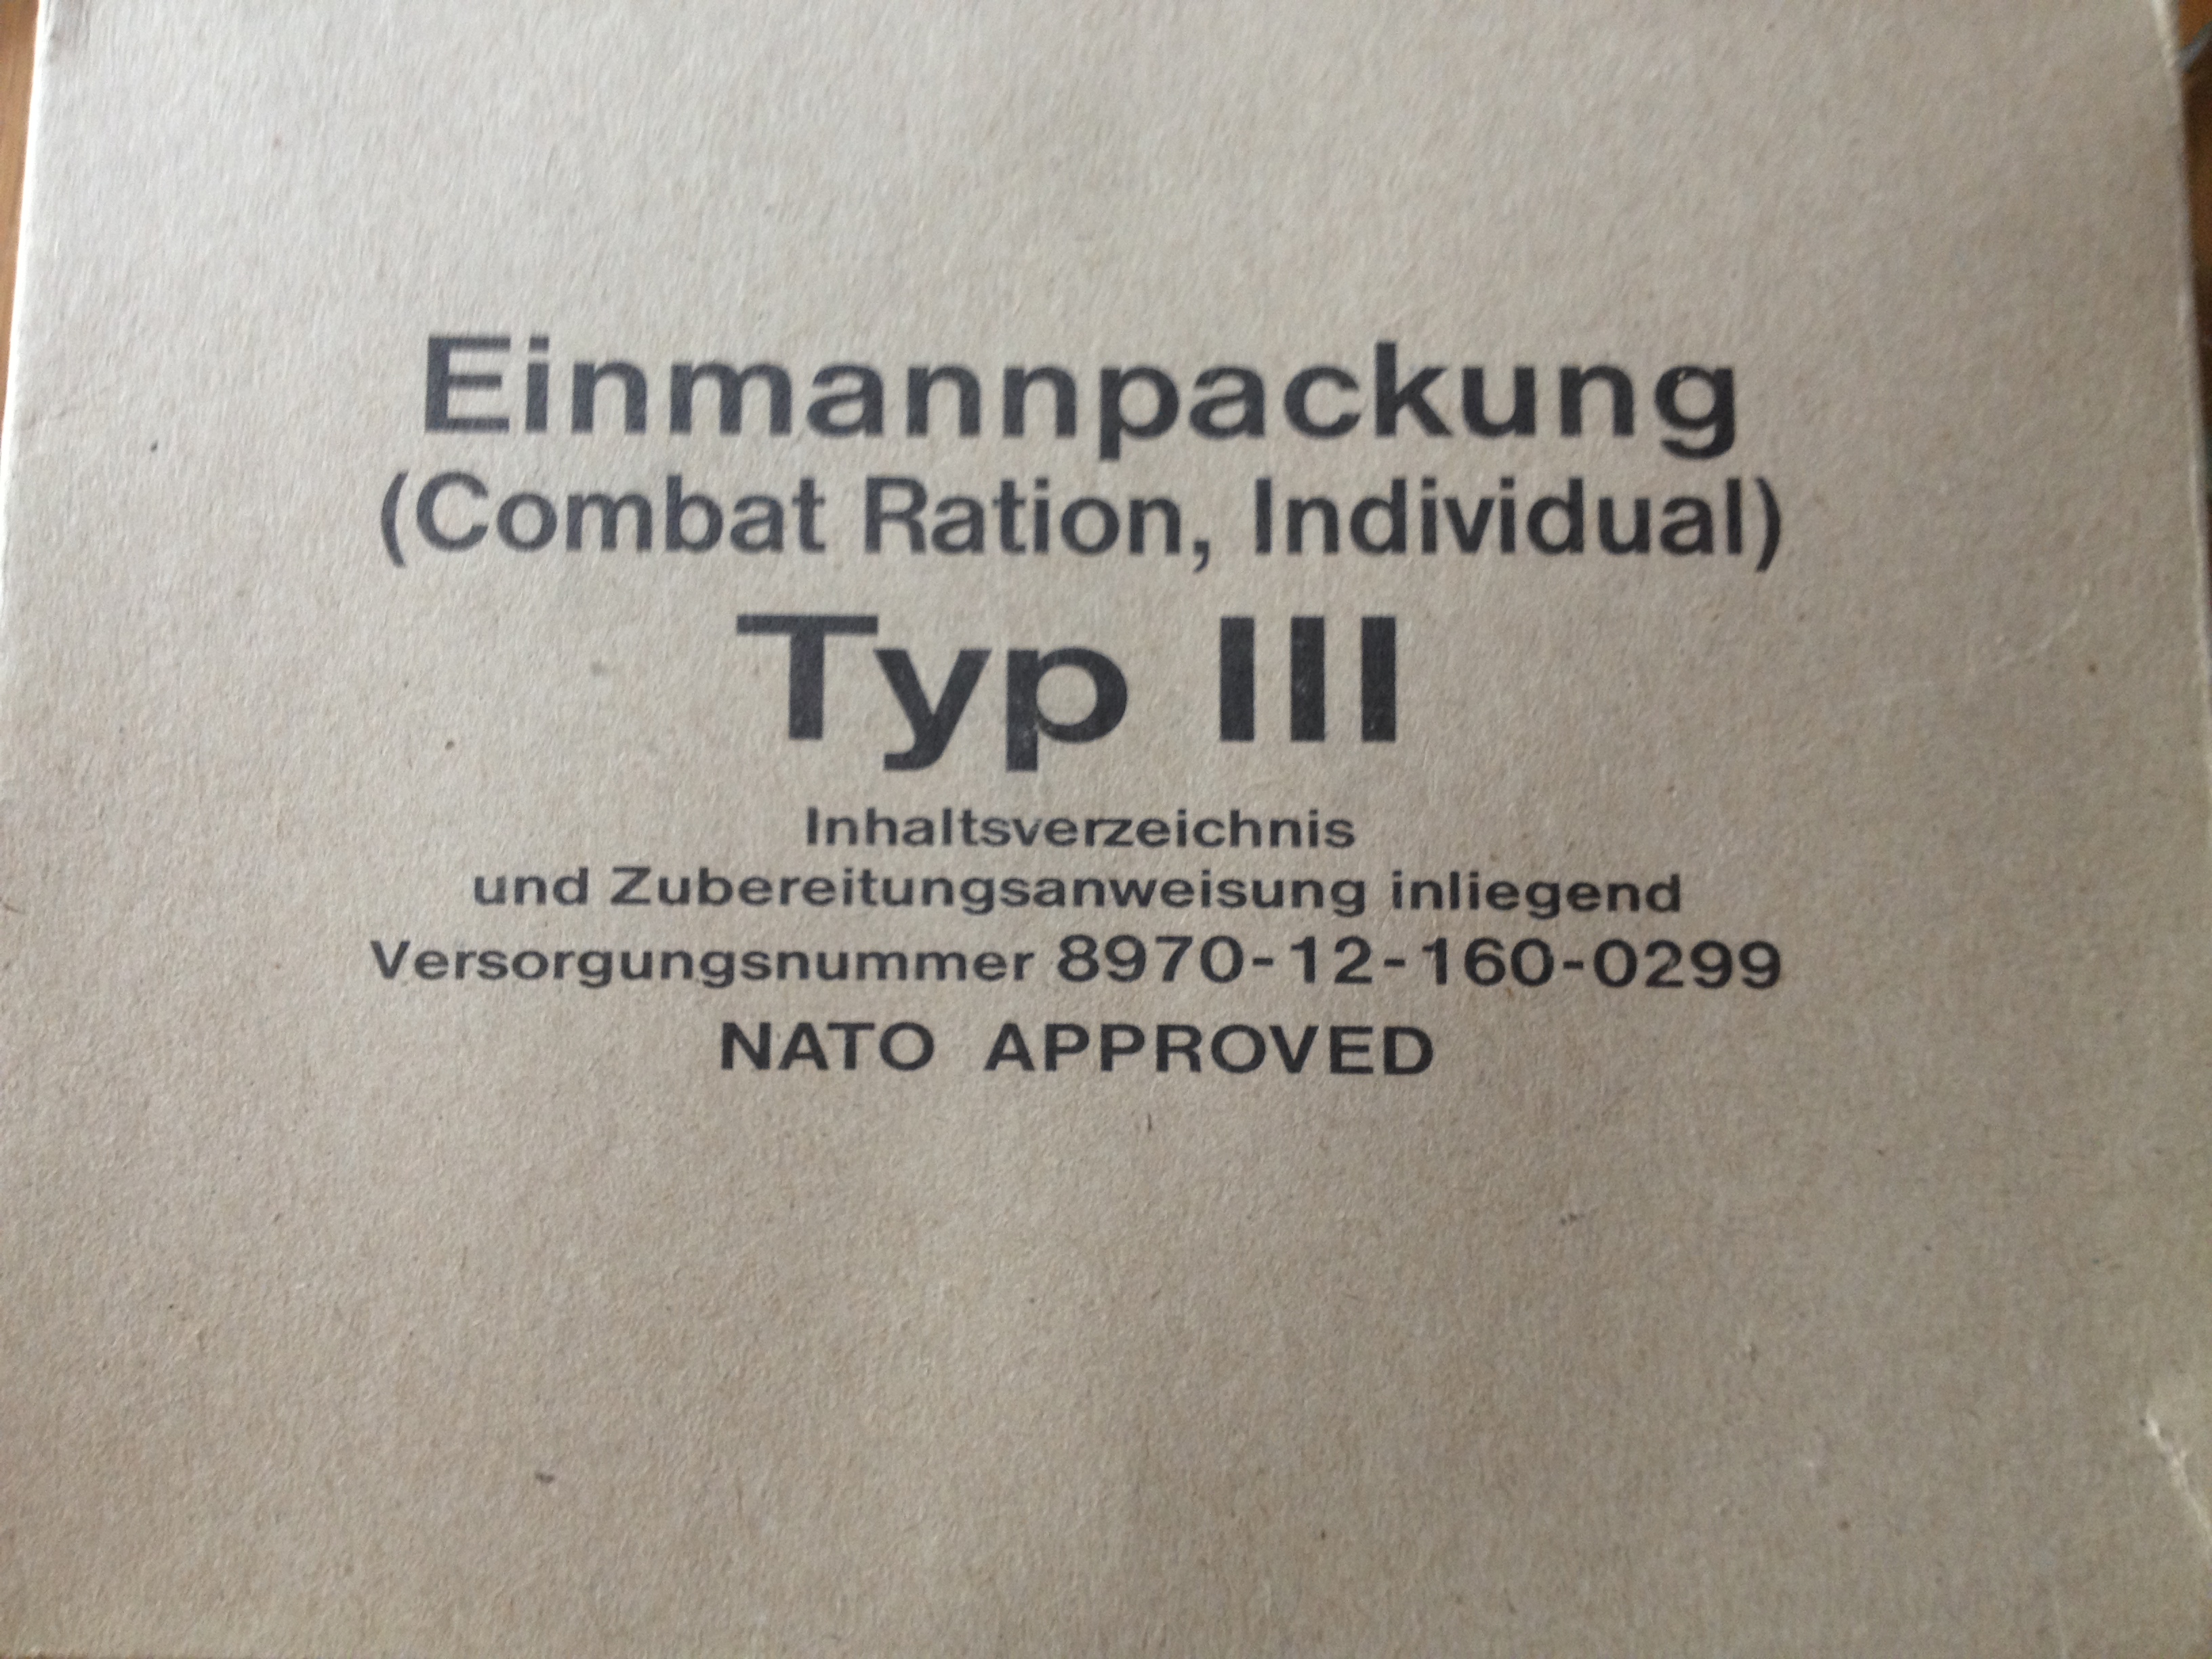 Einmannpackung
(Combat Ration, Individual)
Typ III
Inhaltsverzeichnis
und Zubereitungsanweisung inliegend
Versorgungsnummer 8970-12-160-0299
NATO APPROVED